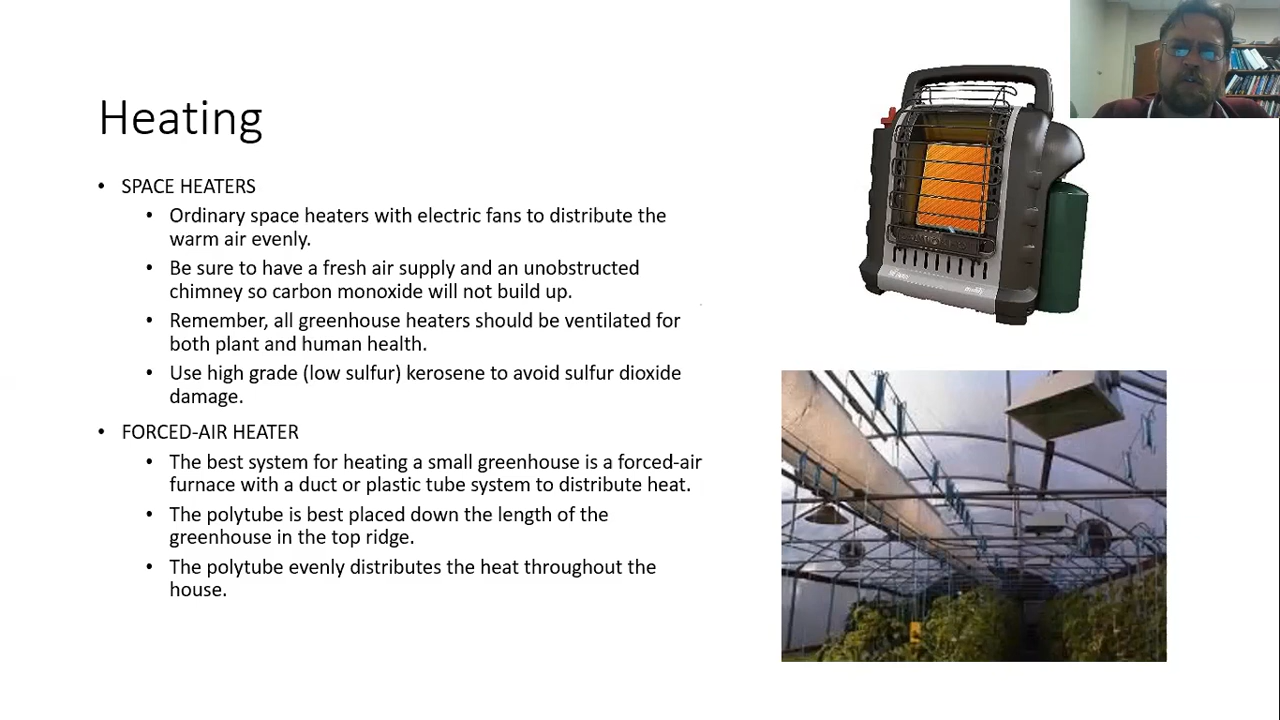 Heating
• SPACE HEATERS
• Ordinary space heaters with electric fans to distribute the
warm air evenly.
• Be sure to have a fresh air supply and an unobstructed
chimney so carbon monoxide will not build up.
• Remember, all greenhouse heaters should be ventilated for
both plant and human health.
• Use high grade (low sulfur) kerosene to avoid sulfur dioxide
damage.
• FORCED-AIR HEATER
• The best system for heating a small greenhouse is a forced-air
furnace with a duct or plastic tube system to distribute heat.
• The polytube is best placed down the length of the
greenhouse in the top ridge.
• The polytube evenly distributes the heat throughout the
house.